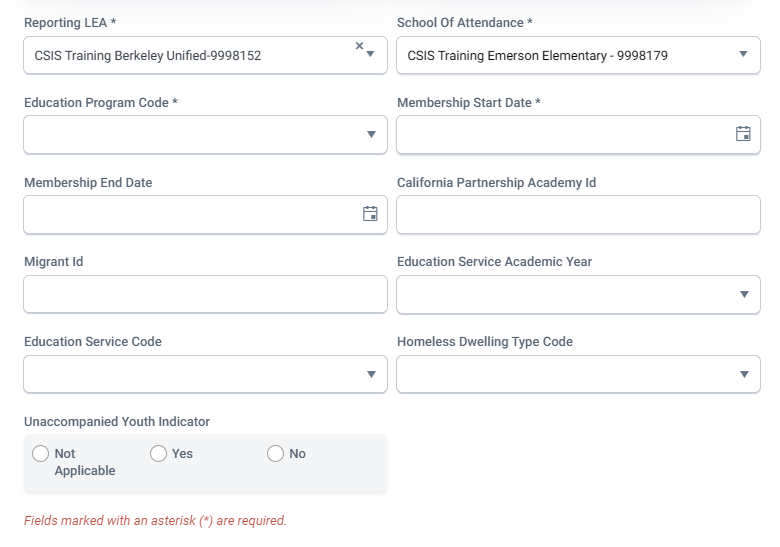 Reporting LEA *
School Of Attendance *
CSIS Training Berkeley Unified-9998152
CSIS Training Emerson Elementary - 9998179
Education Program Code *
Membership Start Date *
Membership End Date
California Partnership Academy Id
Migrant Id
Education Service Academic Year
Education Service Code
Homeless Dwelling Type Code
Unaccompanied Youth Indicator
Not Applicable
Yes
No
Fields marked with an asterisk (*) are required.